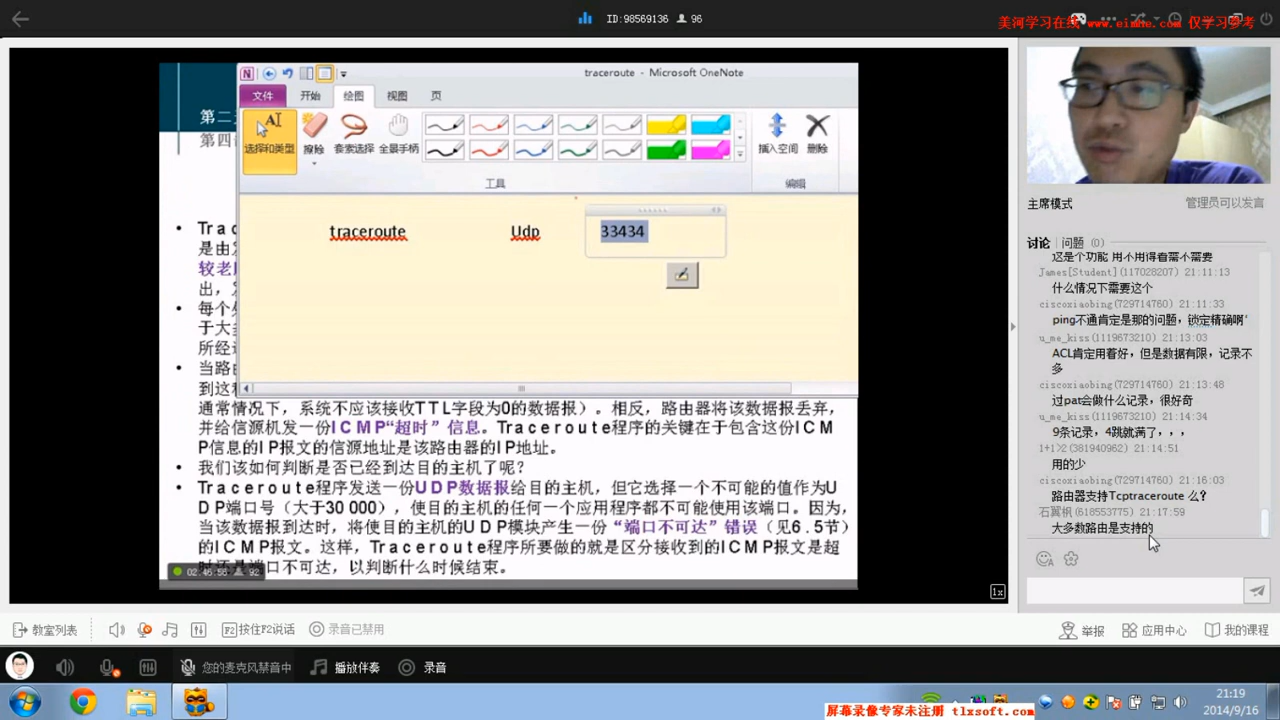 ID:98569136 96
美河学习在线 www.eimhe.com 仅学习参考
traceroute - Microsoft OneNote
文件 开始 绘图 视图 页
选择和类型 擦除 套索选择 全景手柄 插入空间 删除
工具 编辑
第二
第四
traceroute Udp 33434
Trac
是由
较老
出,
每个
于大多
所经
当路由
到这种
通常情况下，系统不应该接收TTL字段为0的数据报）。相反，路由器将该数据报丢弃，
并给信源机发一份ICMP“超时”信息。Traceroute程序的关键在于包含这份ICM
P信息的IP报文的信源地址是该路由器的IP地址。
我们该如何判断是否已经到达目的主机了呢？
Traceroute程序发送一份UDP数据报给目的主机，但它选择一个不可能的值作为U
DP端口号（大于30 000），使目的主机的任何一个应用程序都不可能使用该端口。因为，
当该数据报到达时，将使目的主机的UDP模块产生一份“端口不可达”错误（见6.5节）
的ICMP报文。这样，Traceroute程序所要做的就是区分接收到的ICMP报文是超
时还是端口不可达，以判断什么时候结束。
02:46:58 92
1x
主席模式 管理员可以发言
讨论 问题 (0)
这是个功能 用不用得看需不需要
James[Student](117028207) 21:11:13
什么情况下需要这个
ciscoxiaobing(729714760) 21:11:33
ping不通肯定是那的问题，锁定精确啊
u_me_kiss(1119673210) 21:13:03
ACL肯定用着好，但是数据有限，记录不
多
ciscoxiaobing(729714760) 21:13:48
过pat会做什么记录，很好奇
u_me_kiss(1119673210) 21:14:34
9条记录，4跳就满了，，，
1+1>2(381940962) 21:14:51
用的少
ciscoxiaobing(729714760) 21:16:03
路由器支持Tcptraceroute 么？
石翼帆(618553775) 21:17:59
大多数路由是支持的
教室列表 F2 按住F2说话 录音已禁用 举报 应用中心 我的课程
您的麦克风禁音中 播放伴奏 录音
屏幕录像专家未注册 tlxsoft.com
21:19
2014/9/16